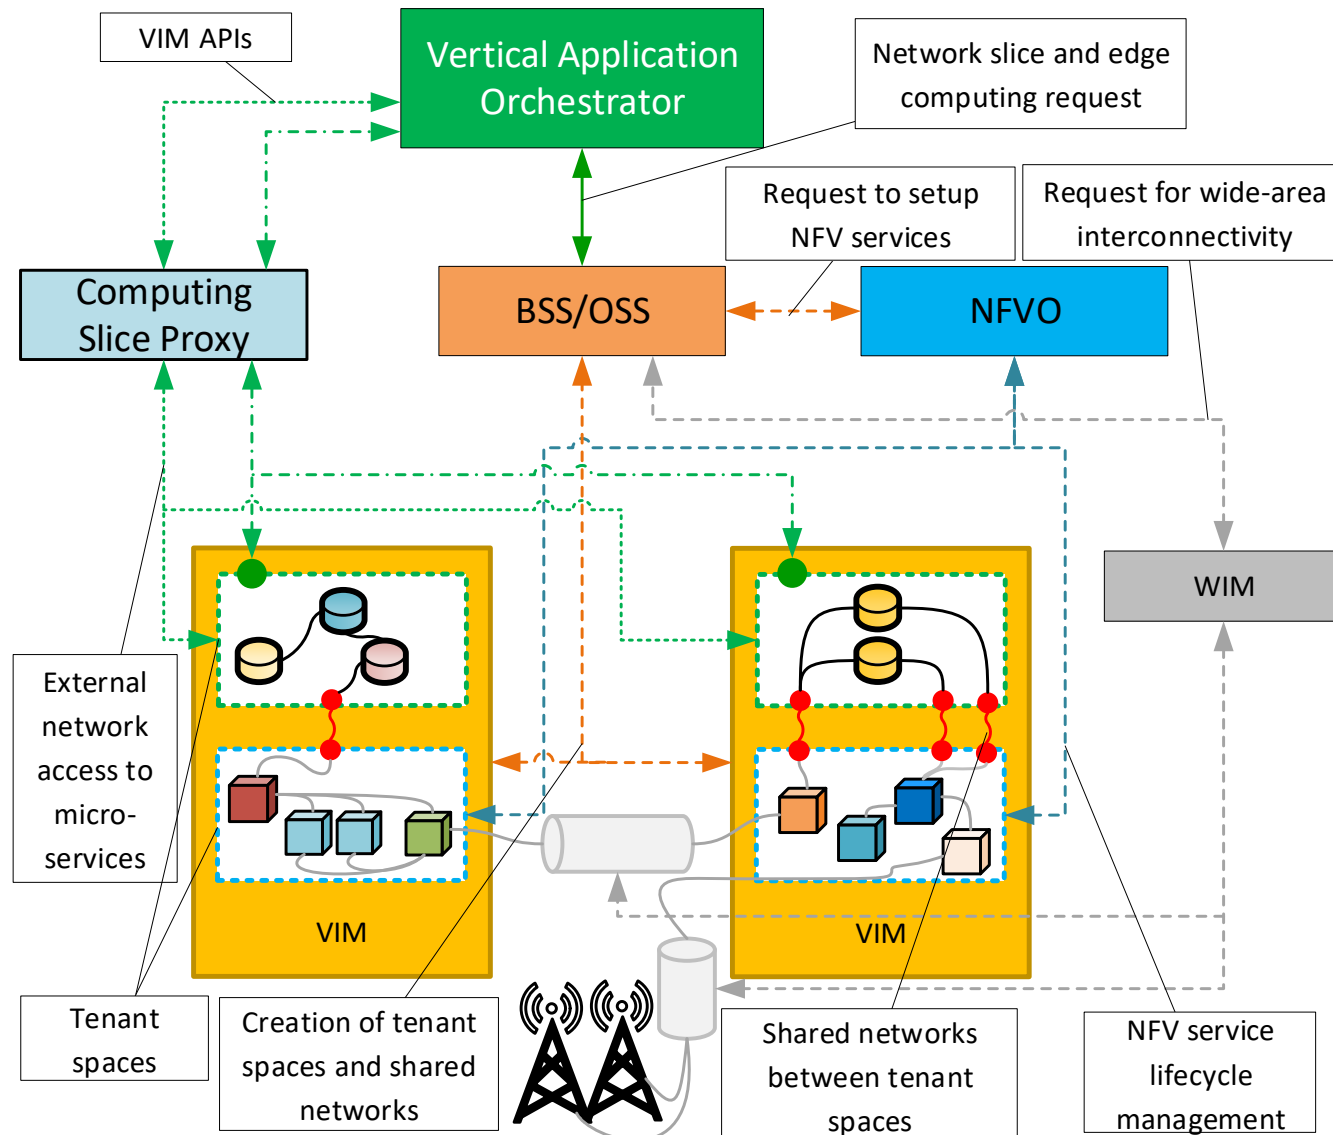 VIM APIs
Vertical Application
Orchestrator
Network slice and edge
computing request
Request to setup
NFV services
Request for wide-area
interconnectivity
Computing
Slice Proxy
BSS/OSS
NFVO
WIM
External
network
access to
micro-
services
VIM
VIM
Tenant
spaces
Creation of tenant
spaces and shared
networks
Shared networks
between tenant
spaces
NFV service
lifecycle
management